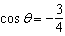 cos θ = −3/4